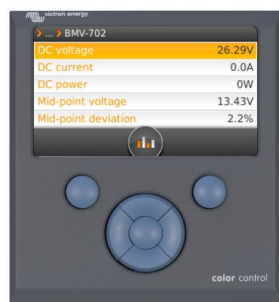 victron energy
> ... > BMV-702
DC voltage 26.29V
DC current 0.0A
DC power 0W
Mid-point voltage 13.43V
Mid-point deviation 2.2%
color control